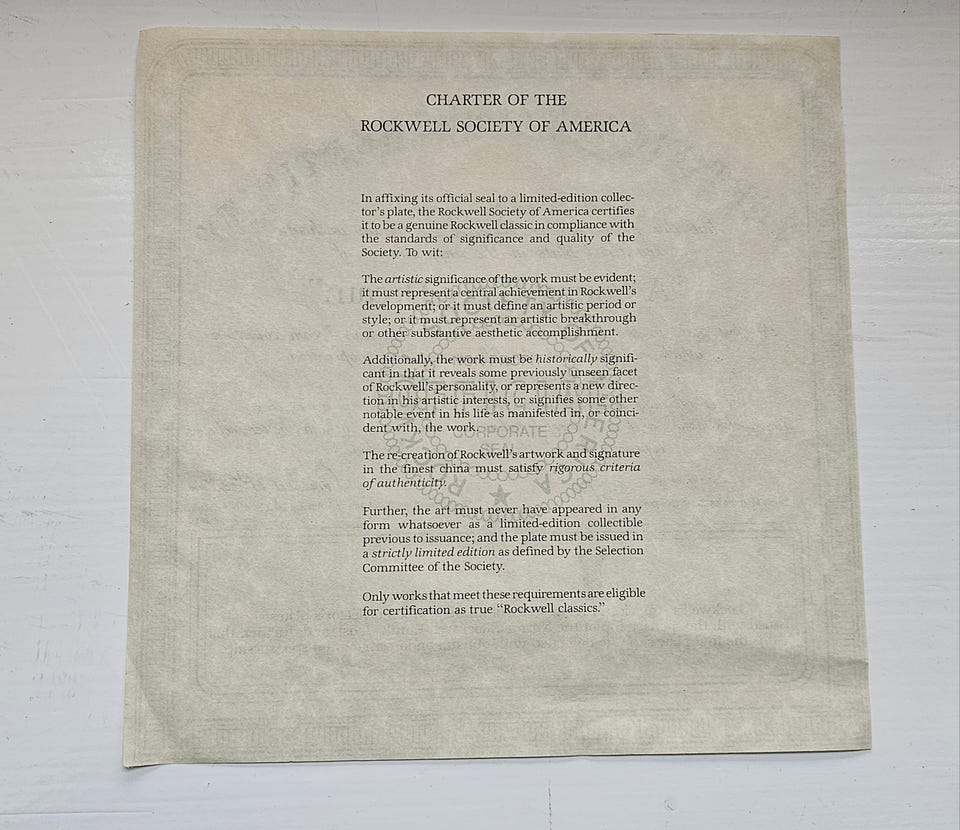 CHARTER OF THE
ROCKWELL SOCIETY OF AMERICA
In affixing its official seal to a limited-edition collec-
tor's plate, the Rockwell Society of America certifies
it to be a genuine Rockwell classic in compliance with
the standards of significance and quality of the
Society. To wit:
The artistic significance of the work must be evident;
it must represent a central achievement in Rockwell's
development; or it must define an artistic period or
style; or it must represent an artistic breakthrough
or other substantive aesthetic accomplishment.
Additionally, the work must be historically signifi-
cant in that it reveals some previously unseen facet
of Rockwell's personality, or represents a new direc-
tion in his artistic interests, or signifies some other
notable event in his life as manifested in, or coinci-
dent with, the work.
CORPORATE
SEAL
The re-creation of Rockwell's artwork and signature
in the finest china must satisfy rigorous criteria
of authenticity.
Further, the art must never have appeared in any
form whatsoever as a limited-edition collectible
previous to issuance; and the plate must be issued in
a strictly limited edition as defined by the Selection
Committee of the Society.
Only works that meet these requirements are eligible
for certification as true "Rockwell classics."